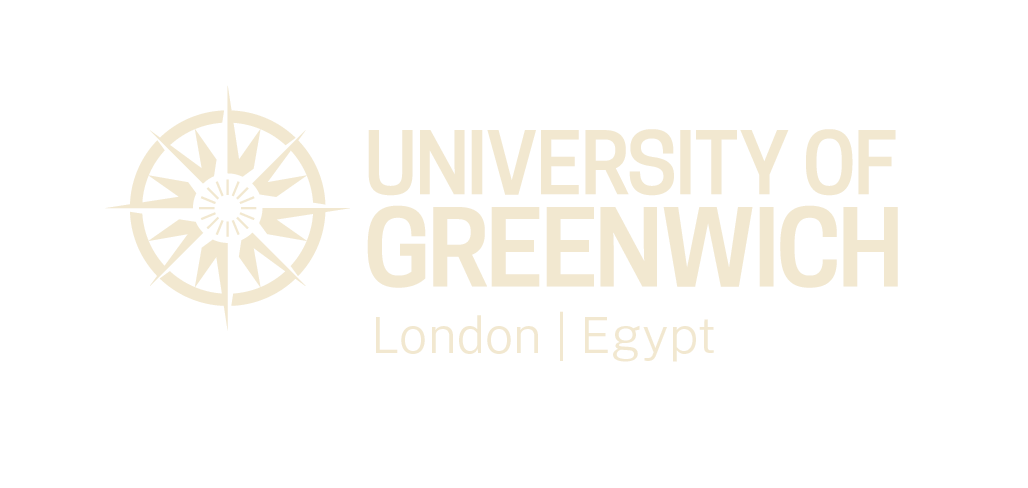 UNIVERSITY OF
GREENWICH
London | Egypt